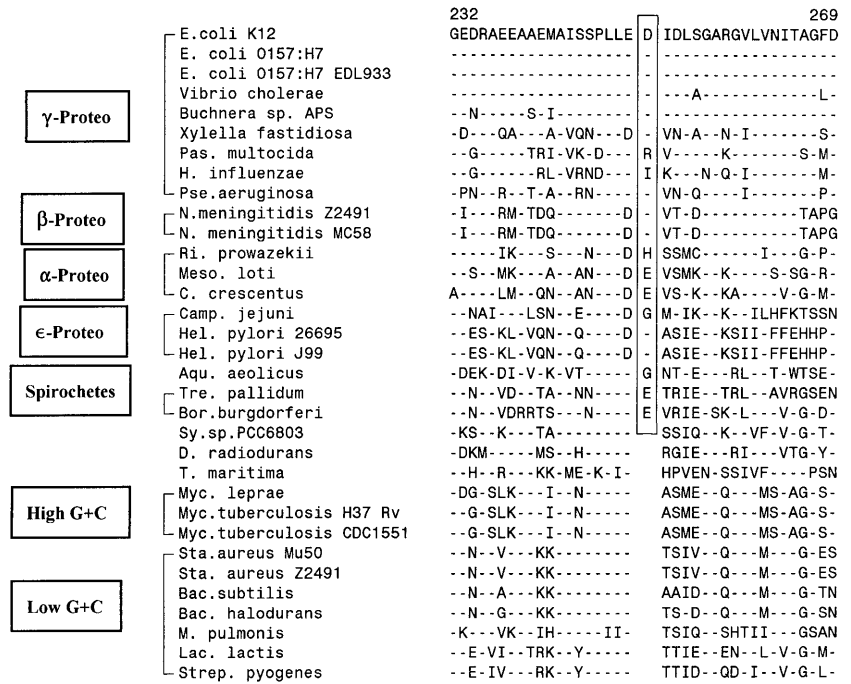 232 269
E.coli K12 GEDRAEEAAEMAISSPLLE D IDLSGARGVLVNITAGFD
E. coli O157:H7 ------------------- - ------------------
E. coli O157:H7 EDL933 ------------------- - ------------------
Vibrio cholerae ------------------- - ---A------------L-
γ-Proteo
Buchnera sp. APS --N-----S-I-------- - ------------------
Xylella fastidiosa -D---QA---A-VQN---D - VN-A--N-I-------S-
Pas. multocida --G-----TRI-VK-D--- R V-----K-------S-M-
H. influenzae --G------RL-VRND--- I K---N-Q-I-------M-
Pse.aeruginosa -PN--R--T-A--RN---- - VN-Q-----I------P-
β-Proteo
N.meningitidis Z2491 -I---RM-TDQ-------D - VT-D----------TAPG
N. meningitidis MC58 -I---RM-TDQ-------D - VT-D----------TAPG
α-Proteo
Ri. prowazekii -----IK---S---N---D H SSMC------I---G-P-
Meso. loti --S--MK---A--AN---D E VSMK--K----S-SG-R-
C. crescentus A----LM--QN--AN---D E VS-K--KA---V-G-M-
ε-Proteo
Camp. jejuni --NAI---LSN--E----D G M-IK--K--ILHFKTSSN
Hel. pylori 26695 --ES-KL-VQN--Q----D - ASIE--KSII-FFEHHP-
Hel. pylori J99 --ES-KL-VQN--Q----D - ASIE--KSII-FFEHHP-
Aqu. aeolicus -DEK-DI-V-K-VT----- G NT-E---RL--T-WTSE-
Spirochetes
Tre. pallidum --N--VD--TA--NN---- E TRIE--TRL--AVRGSEN
Bor.burgdorferi --N--VDRRTS---N---- E VRIE-SK-L---V-G-D-
Sy.sp.PCC6803 -KS--K---TA-------- SSIQ--K--VF-V-G-T-
D. radiodurans -DKM-----MS--H----- RGIE---RI---VTG-Y-
T. maritima --H--R---KK-ME-K-I- HPVEN-SSIVF----PSN
High G+C
Myc. leprae -DG-SLK---I--N----- ASME--Q---MS-AG-S-
Myc.tuberculosis H37 Rv --G-SLK---I--N----- ASME--Q---MS-AG-S-
Myc.tuberculosis CDC1551 --G-SLK---I--N----- ASME--Q---MS-AG-S-
Low G+C
Sta.aureus Mu50 --N--V---KK-------- TSIV--Q---M---G-ES
Sta. aureus Z2491 --N--V---KK-------- TSIV--Q---M---G-ES
Bac.subtilis --N--A---KK-------- AAID--Q---M---G-TN
Bac. halodurans --N--G---KK-------- TS-D--Q---M---G-SN
M. pulmonis -K---VK--IH-----II- TSIQ--SHTII--GSAN
Lac. lactis --E-VI--TRK--Y----- TTIE--EN--L-V-G-M-
Strep. pyogenes --E-IV---RK--Y----- TTID--QD-I--V-G-L-